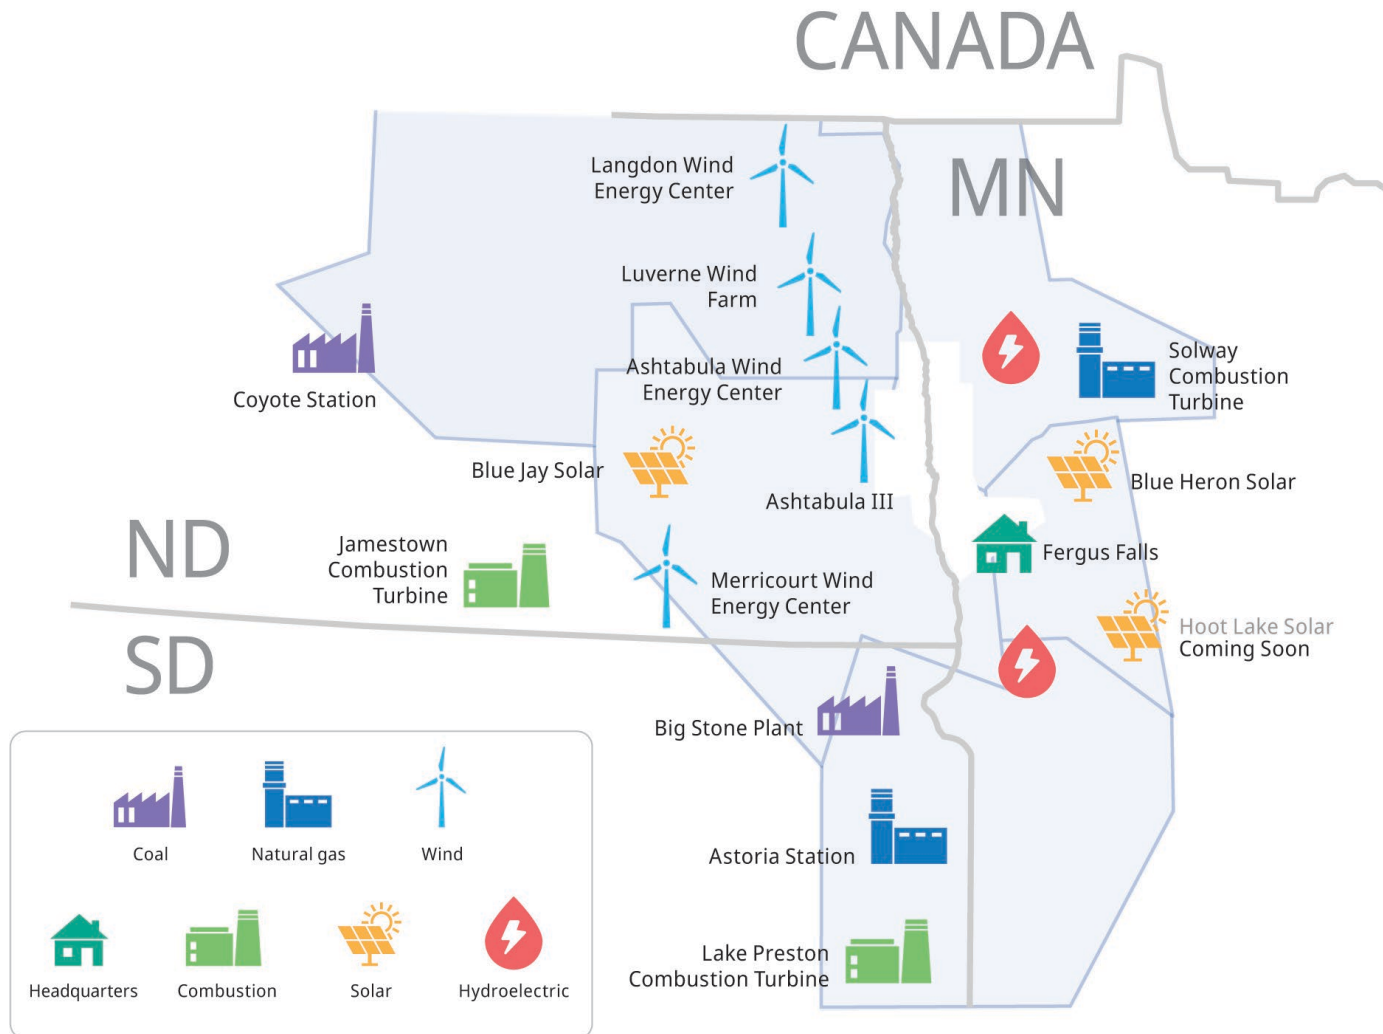 CANADA
MN
Langdon Wind
Energy Center
Luverne Wind
Farm
Ashtabula Wind
Energy Center
Solway
Combustion
Turbine
Coyote Station
Blue Jay Solar
Ashtabula III
Blue Heron Solar
ND
Jamestown
Combustion
Turbine
Merricourt Wind
Energy Center
Fergus Falls
Hoot Lake Solar
Coming Soon
SD
Big Stone Plant
Astoria Station
Lake Preston
Combustion Turbine
Coal
Natural gas
Wind
Headquarters
Combustion
Solar
Hydroelectric